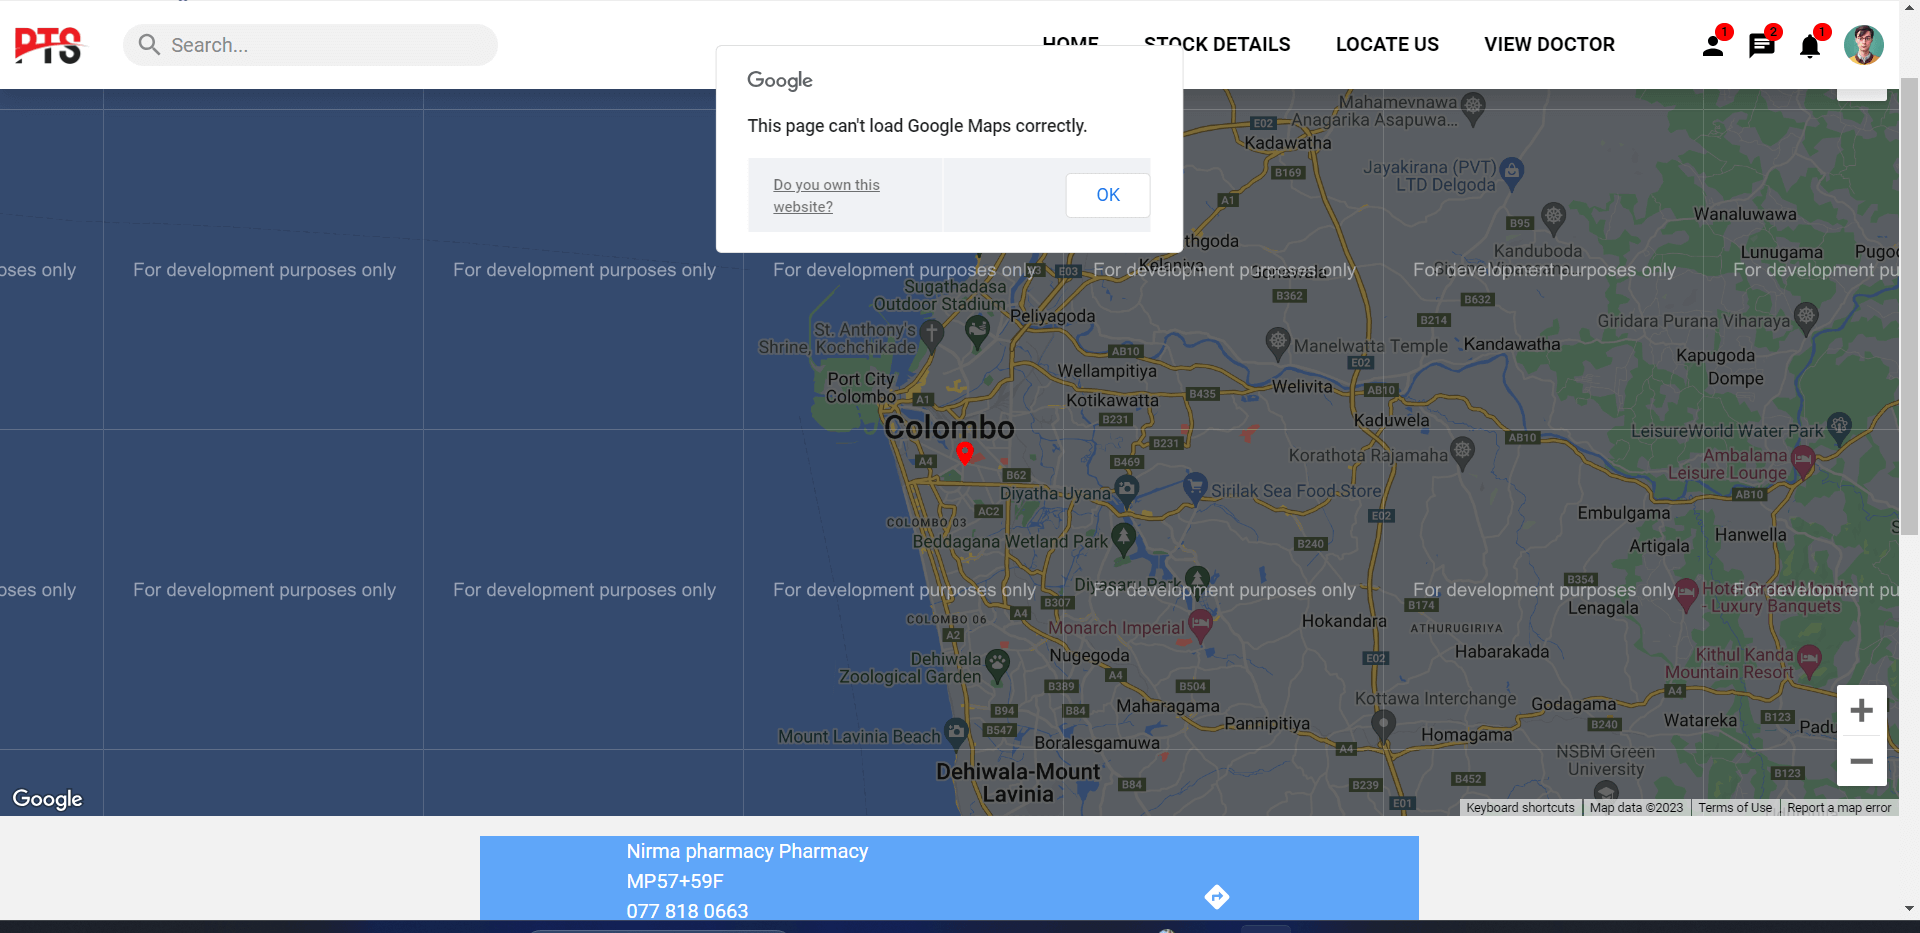 PTS
Search...
HOME
STOCK DETAILS
LOCATE US
VIEW DOCTOR
1
2
1
Google
This page can't load Google Maps correctly.
Do you own this
website?
OK
Mahamevnawa
Anagarika Asapuwa...
E02
Kadawatha
B169
Jayakirana (PVT)
LTD Delgoda
A1
Wanaluwawa
B95
Kanduboda
Lunugama
Pugod
thgoda
Kelaniya
oses only
For development purposes only
For development purposes only
For development purposes only
For development purposes only
For development purposes only
For development pu
E03
Sugathadasa
Outdoor Stadium
B362
B632
Peliyagoda
B214
Giridara Purana Viharaya
St. Anthony's
Shrine, Kochchikade
Manelwatta Temple
Kandawatha
AB10
E02
Kapugoda
Wellampitiya
Dompe
Port City
Colombo
Welivita
AB10
A1
Kotikawatta
B435
B231
Kaduwela
Colombo
B231
AB10
LeisureWorld Water Park
A4
B469
Korathota Rajamaha
Ambalama
Leisure Lounge
B62
Diyatha Uyana
Sirilak Sea Food Store
AB10
AC2
E02
Embulgama
COLOMBO 03
Hanwella
Beddagana Wetland Park
B240
Artigala
Diyasaru Park
B354
oses only
For development purposes only
For development purposes only
For development purposes only
For development purposes only
For development purposes only
For development pu
- Luxury Banquets
B307
B174
Lenagala
A4
COLOMBO 06
Hokandara
ATHURUGIRIYA
A2
Monarch Imperial
Habarakada
Nugegoda
E02
Dehiwala
Zoological Garden
Kithul Kanda
Mountain Resort
A4
B389
B504
A4
Kottawa Interchange
Godagama
B94
B84
Maharagama
Pannipitiya
B240
Watareka
B123
Padu
B547
Mount Lavinia Beach
Boralesgamuwa
A4
Homagama
NSBM Green
University
Dehiwala-Mount
Lavinia
B84
B239
B452
B123
E01
Google
Keyboard shortcuts
Map data ©2023
Terms of Use
Report a map error
Nirma pharmacy Pharmacy
MP57+59F
077 818 0663